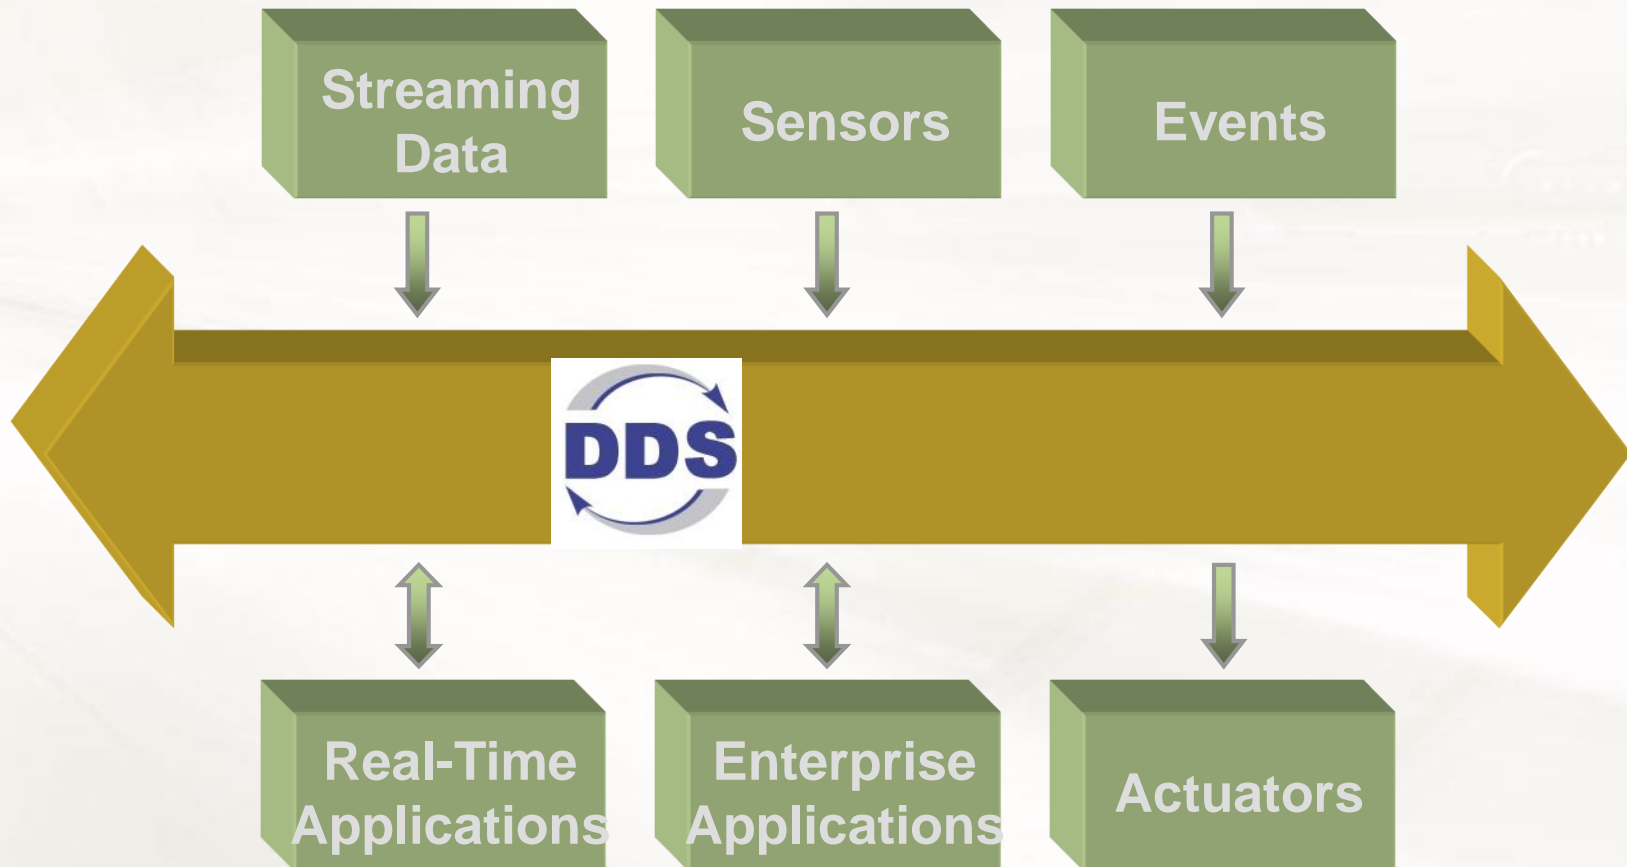 Streaming
Data
Sensors
Events
DDS
Real-Time
Applications
Enterprise
Applications
Actuators